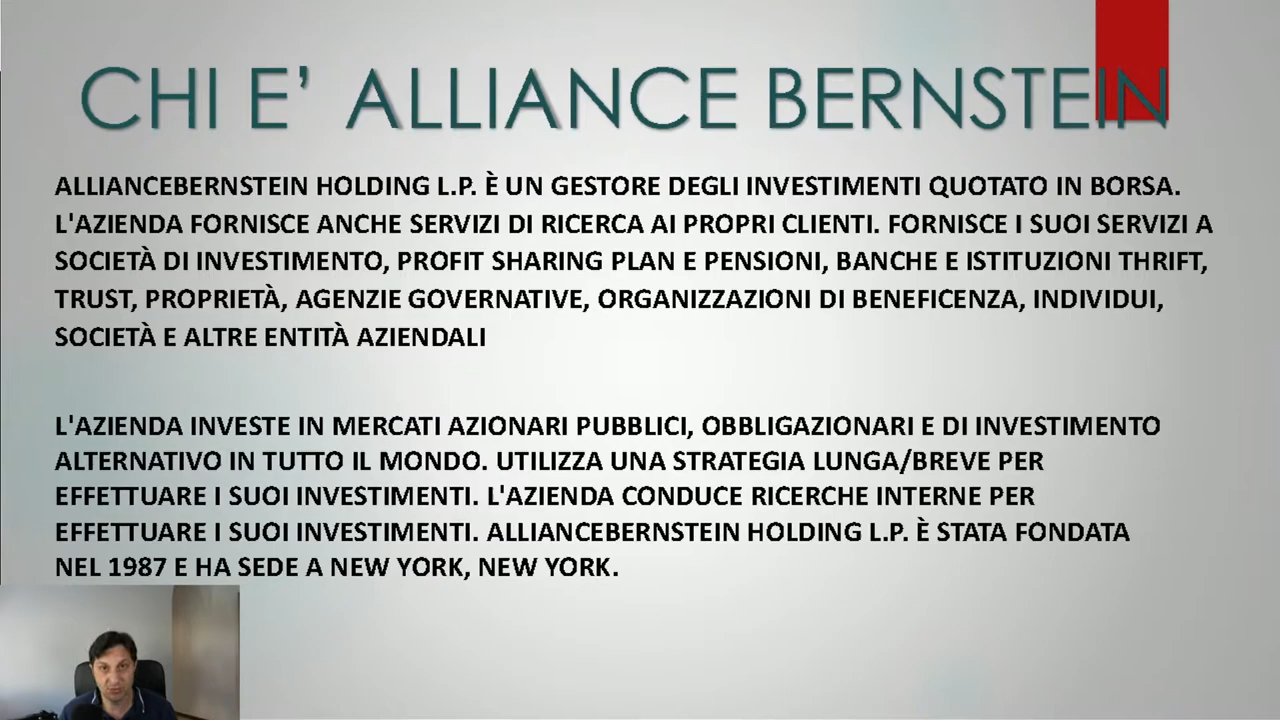 CHI E’ ALLIANCE BERNSTEIN
ALLIANCEBERNSTEIN HOLDING L.P. È UN GESTORE DEGLI INVESTIMENTI QUOTATO IN BORSA.
L'AZIENDA FORNISCE ANCHE SERVIZI DI RICERCA AI PROPRI CLIENTI. FORNISCE I SUOI SERVIZI A
SOCIETÀ DI INVESTIMENTO, PROFIT SHARING PLAN E PENSIONI, BANCHE E ISTITUZIONI THRIFT,
TRUST, PROPRIETÀ, AGENZIE GOVERNATIVE, ORGANIZZAZIONI DI BENEFICENZA, INDIVIDUI,
SOCIETÀ E ALTRE ENTITÀ AZIENDALI
L'AZIENDA INVESTE IN MERCATI AZIONARI PUBBLICI, OBBLIGAZIONARI E DI INVESTIMENTO
ALTERNATIVO IN TUTTO IL MONDO. UTILIZZA UNA STRATEGIA LUNGA/BREVE PER
EFFETTUARE I SUOI INVESTIMENTI. L'AZIENDA CONDUCE RICERCHE INTERNE PER
EFFETTUARE I SUOI INVESTIMENTI. ALLIANCEBERNSTEIN HOLDING L.P. È STATA FONDATA
NEL 1987 E HA SEDE A NEW YORK, NEW YORK.